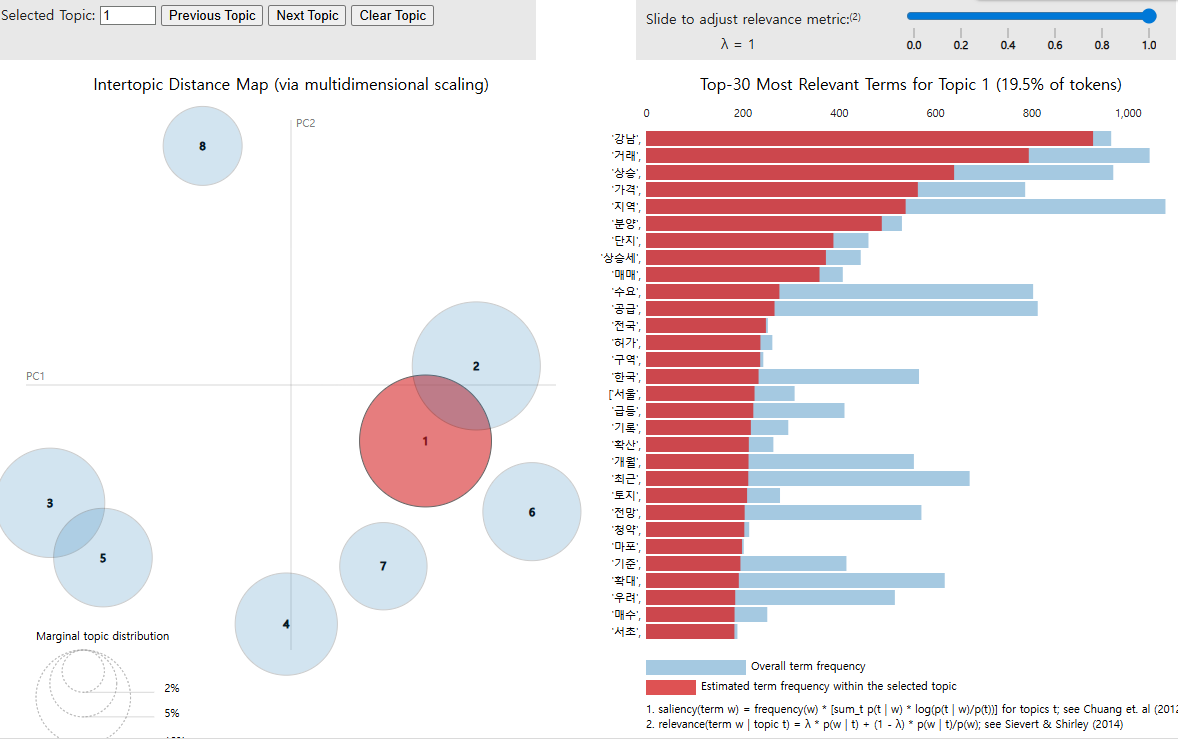 Selected Topic: 1 Previous Topic Next Topic Clear Topic
Slide to adjust relevance metric:(2)
λ = 1
0.0 0.2 0.4 0.6 0.8 1.0
Intertopic Distance Map (via multidimensional scaling)
PC2
PC1
8
2
1
3
6
5
7
4
Marginal topic distribution
2%
5%
Top-30 Most Relevant Terms for Topic 1 (19.5% of tokens)
0 200 400 600 800 1,000
'강남',
'거래',
'상승',
'가격',
'지역',
'분양',
'단지',
'상승세',
'매매',
'수요',
'공급',
'전국',
'허가',
'구역',
'한국',
['서울',
'급등',
'기록',
'확산',
'개월',
'최근',
'토지',
'전망',
'청약',
'마포',
'기준',
'확대',
'우려',
'매수',
'서초',
Overall term frequency
Estimated term frequency within the selected topic
1. saliency(term w) = frequency(w) * [sum_t p(t | w) * log(p(t | w)/p(t))] for topics t; see Chuang et. al (2012
2. relevance(term w | topic t) = λ * p(w | t) + (1 - λ) * p(w | t)/p(w); see Sievert & Shirley (2014)